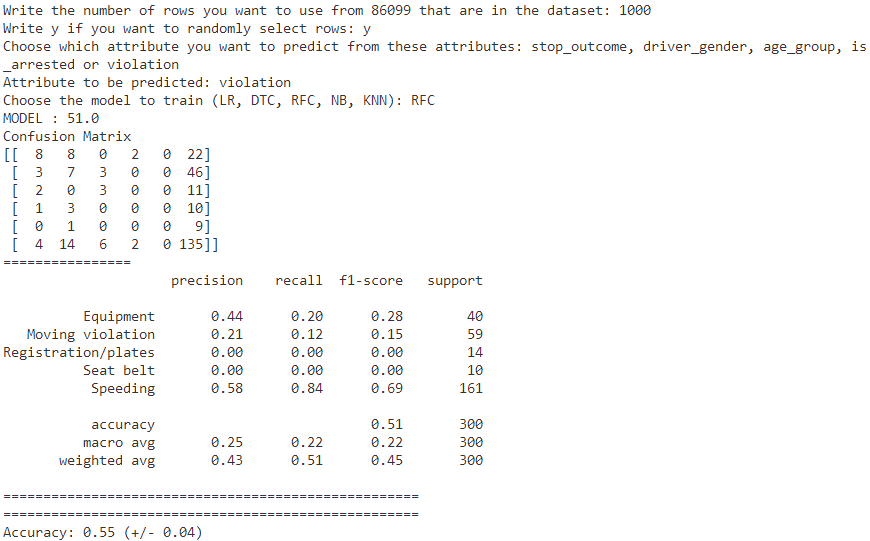 Write the number of rows you want to use from 86099 that are in the dataset: 1000
Write y if you want to randomly select rows: y
Choose which attribute you want to predict from these attributes: stop_outcome, driver_gender, age_group, is
_arrested or violation
Attribute to be predicted: violation
Choose the model to train (LR, DTC, RFC, NB, KNN): RFC
MODEL : 51.0
Confusion Matrix
[[  8   8   0   2   0  22]
 [  3   7   3   0   0  46]
 [  2   0   3   0   0  11]
 [  1   3   0   0   0  10]
 [  0   1   0   0   0   9]
 [  4  14   6   2   0 135]]
================
precision recall f1-score support
Equipment 0.44 0.20 0.28 40
Moving violation 0.21 0.12 0.15 59
Registration/plates 0.00 0.00 0.00 14
Seat belt 0.00 0.00 0.00 10
Speeding 0.58 0.84 0.69 161
accuracy 0.51 300
macro avg 0.25 0.22 0.22 300
weighted avg 0.43 0.51 0.45 300
====================================================
====================================================
Accuracy: 0.55 (+/- 0.04)